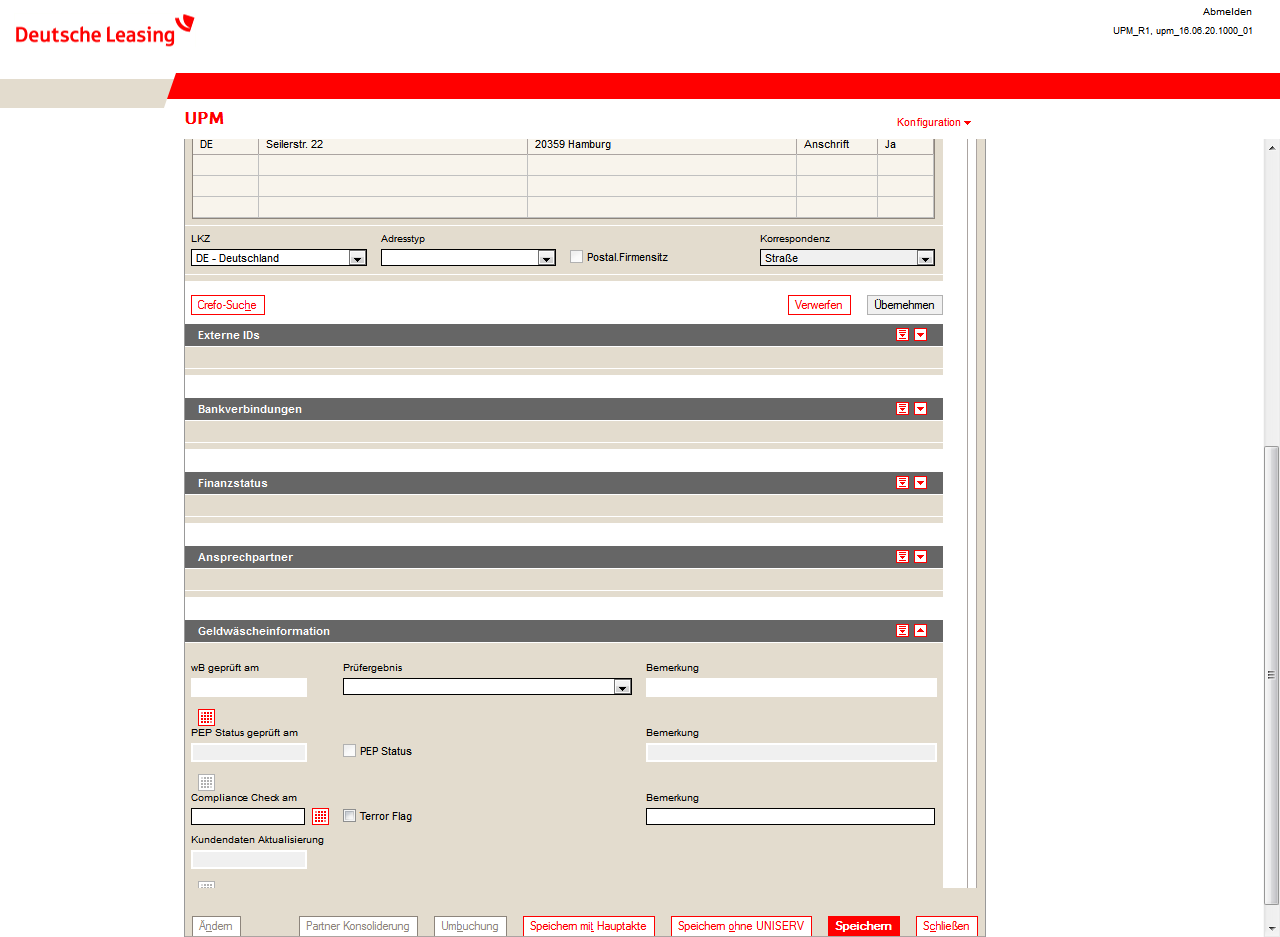 Deutsche Leasing
Abmelden
UPM_R1, upm_16.06.20.1000_01
UPM
Konfiguration
DE Seilerstr. 22 20359 Hamburg Anschrift Ja
LKZ Adresstyp Korrespondenz
DE - Deutschland Postal.Firmensitz Straße
Crefo-Suche Verwerfen Übernehmen
Externe IDs
Bankverbindungen
Finanzstatus
Ansprechpartner
Geldwäscheinformation
wB geprüft am Prüfergebnis Bemerkung
PEP Status geprüft am Bemerkung
PEP Status
Compliance Check am Bemerkung
Terror Flag
Kundendaten Aktualisierung
Ändern Partner Konsolidierung Umbuchung Speichern mit Hauptakte Speichern ohne UNISERV Speichern Schließen